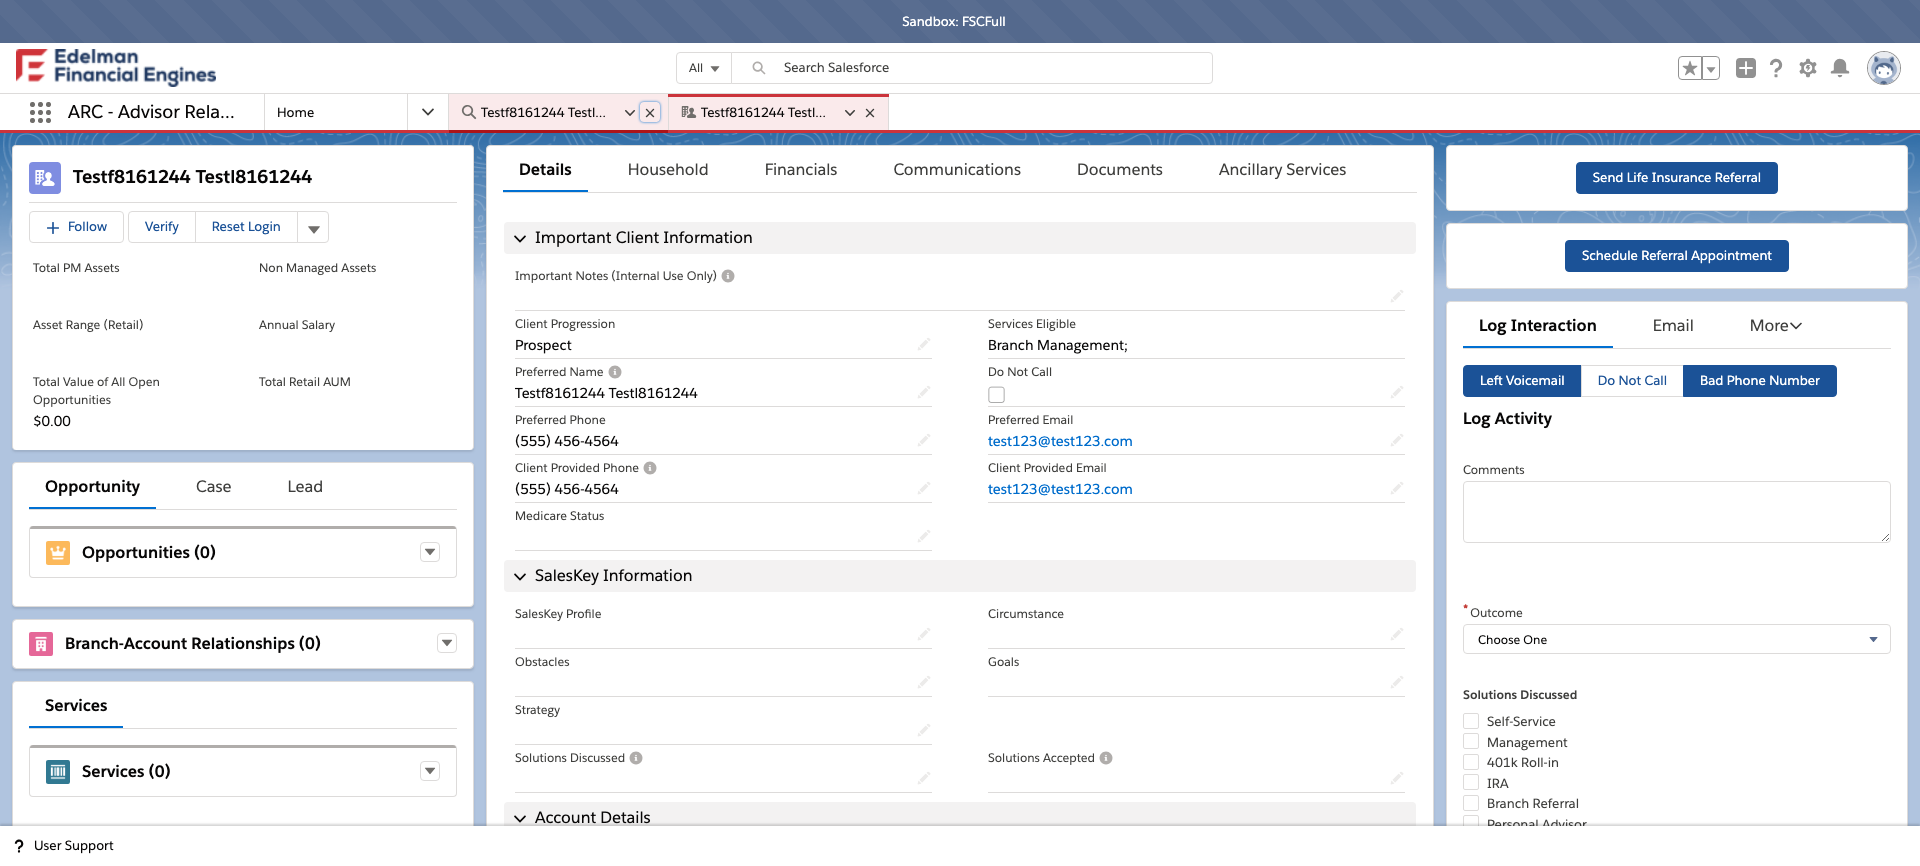 Sandbox: FSCFull
Edelman
Financial Engines
All
Search Salesforce
ARC - Advisor Rela...
Home
Testf8161244 Testl...
Testf8161244 Testl...
Testf8161244 Testl8161244
Follow
Verify
Reset Login
Total PM Assets
Non Managed Assets
Asset Range (Retail)
Annual Salary
Total Value of All Open
Opportunities
Total Retail AUM
$0.00
Opportunity
Case
Lead
Opportunities (0)
Branch-Account Relationships (0)
Services
Services (0)
Details
Household
Financials
Communications
Documents
Ancillary Services
Important Client Information
Important Notes (Internal Use Only)
Client Progression
Prospect
Services Eligible
Branch Management;
Preferred Name
Testf8161244 Testl8161244
Do Not Call
Preferred Phone
(555) 456-4564
Preferred Email
test123@test123.com
Client Provided Phone
(555) 456-4564
Client Provided Email
test123@test123.com
Medicare Status
SalesKey Information
SalesKey Profile
Circumstance
Obstacles
Goals
Strategy
Solutions Discussed
Solutions Accepted
Account Details
Send Life Insurance Referral
Schedule Referral Appointment
Log Interaction
Email
More
Left Voicemail
Do Not Call
Bad Phone Number
Log Activity
Comments
* Outcome
Choose One
Solutions Discussed
Self-Service
Management
401k Roll-in
IRA
Branch Referral
Personal Advisor
? User Support